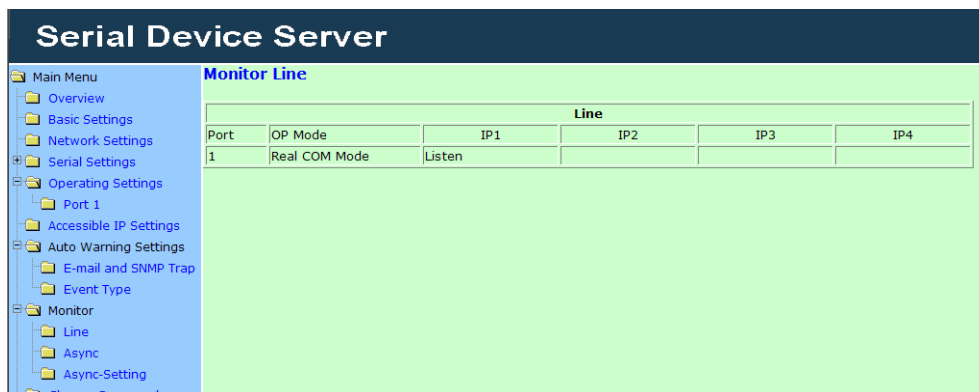 Serial Device Server
Main Menu
Overview
Basic Settings
Network Settings
Serial Settings
Operating Settings
Port 1
Accessible IP Settings
Auto Warning Settings
E-mail and SNMP Trap
Event Type
Monitor
Line
Async
Async-Setting
Monitor Line
Line
Port OP Mode IP1 IP2 IP3 IP4
1 Real COM Mode Listen